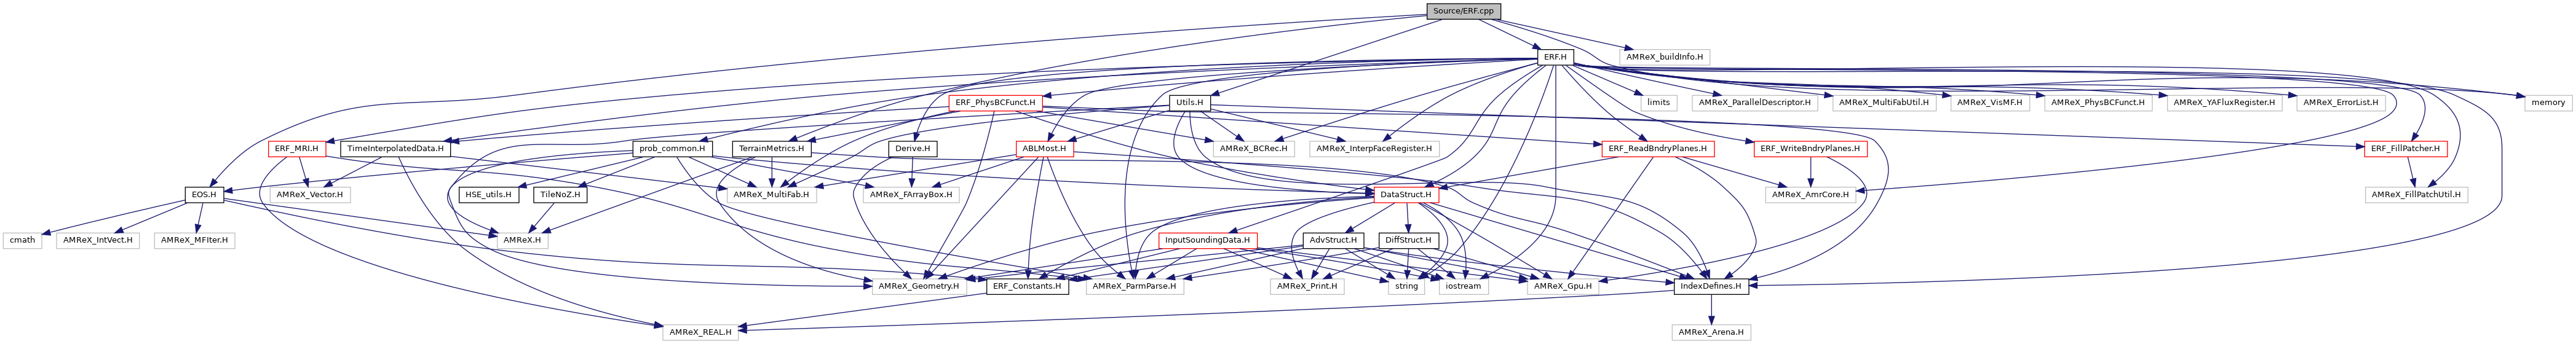 Source/ERF.cpp
ERF.H
AMReX_buildInfo.H
ERF_PhysBCFunct.H
Utils.H
limits
AMReX_ParallelDescriptor.H
AMReX_MultiFabUtil.H
AMReX_VisMF.H
AMReX_PhysBCFunct.H
AMReX_YAFluxRegister.H
AMReX_ErrorList.H
memory
ERF_MRI.H
TimeInterpolatedData.H
prob_common.H
TerrainMetrics.H
Derive.H
ABLMost.H
AMReX_BCRec.H
AMReX_InterpFaceRegister.H
ERF_ReadBndryPlanes.H
ERF_WriteBndryPlanes.H
ERF_FillPatcher.H
EOS.H
AMReX_Vector.H
HSE_utils.H
TileNoZ.H
AMReX_MultiFab.H
AMReX_FArrayBox.H
DataStruct.H
AMReX_AmrCore.H
AMReX_FillPatchUtil.H
cmath
AMReX_IntVect.H
AMReX_MFIter.H
AMReX.H
InputSoundingData.H
AdvStruct.H
DiffStruct.H
AMReX_Geometry.H
ERF_Constants.H
AMReX_ParmParse.H
AMReX_Print.H
string
iostream
AMReX_Gpu.H
IndexDefines.H
AMReX_REAL.H
AMReX_Arena.H